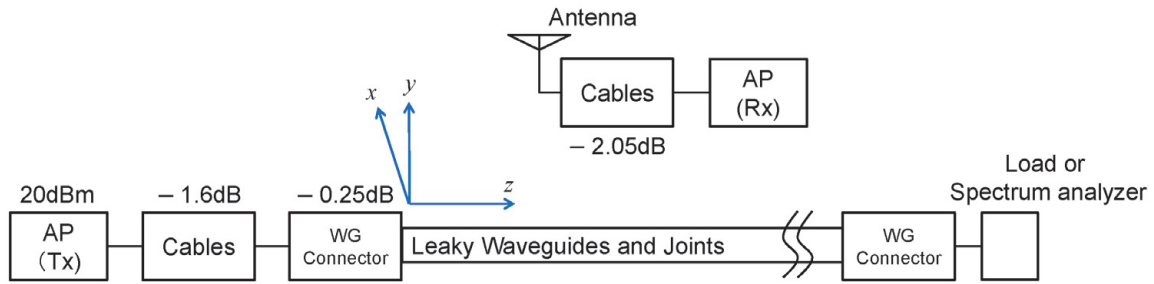 Antenna
Cables
AP
(Rx)
– 2.05dB
x
y
z
20dBm
– 1.6dB
– 0.25dB
Load or
Spectrum analyzer
AP
(Tx)
Cables
WG
Connector
Leaky Waveguides and Joints
WG
Connector